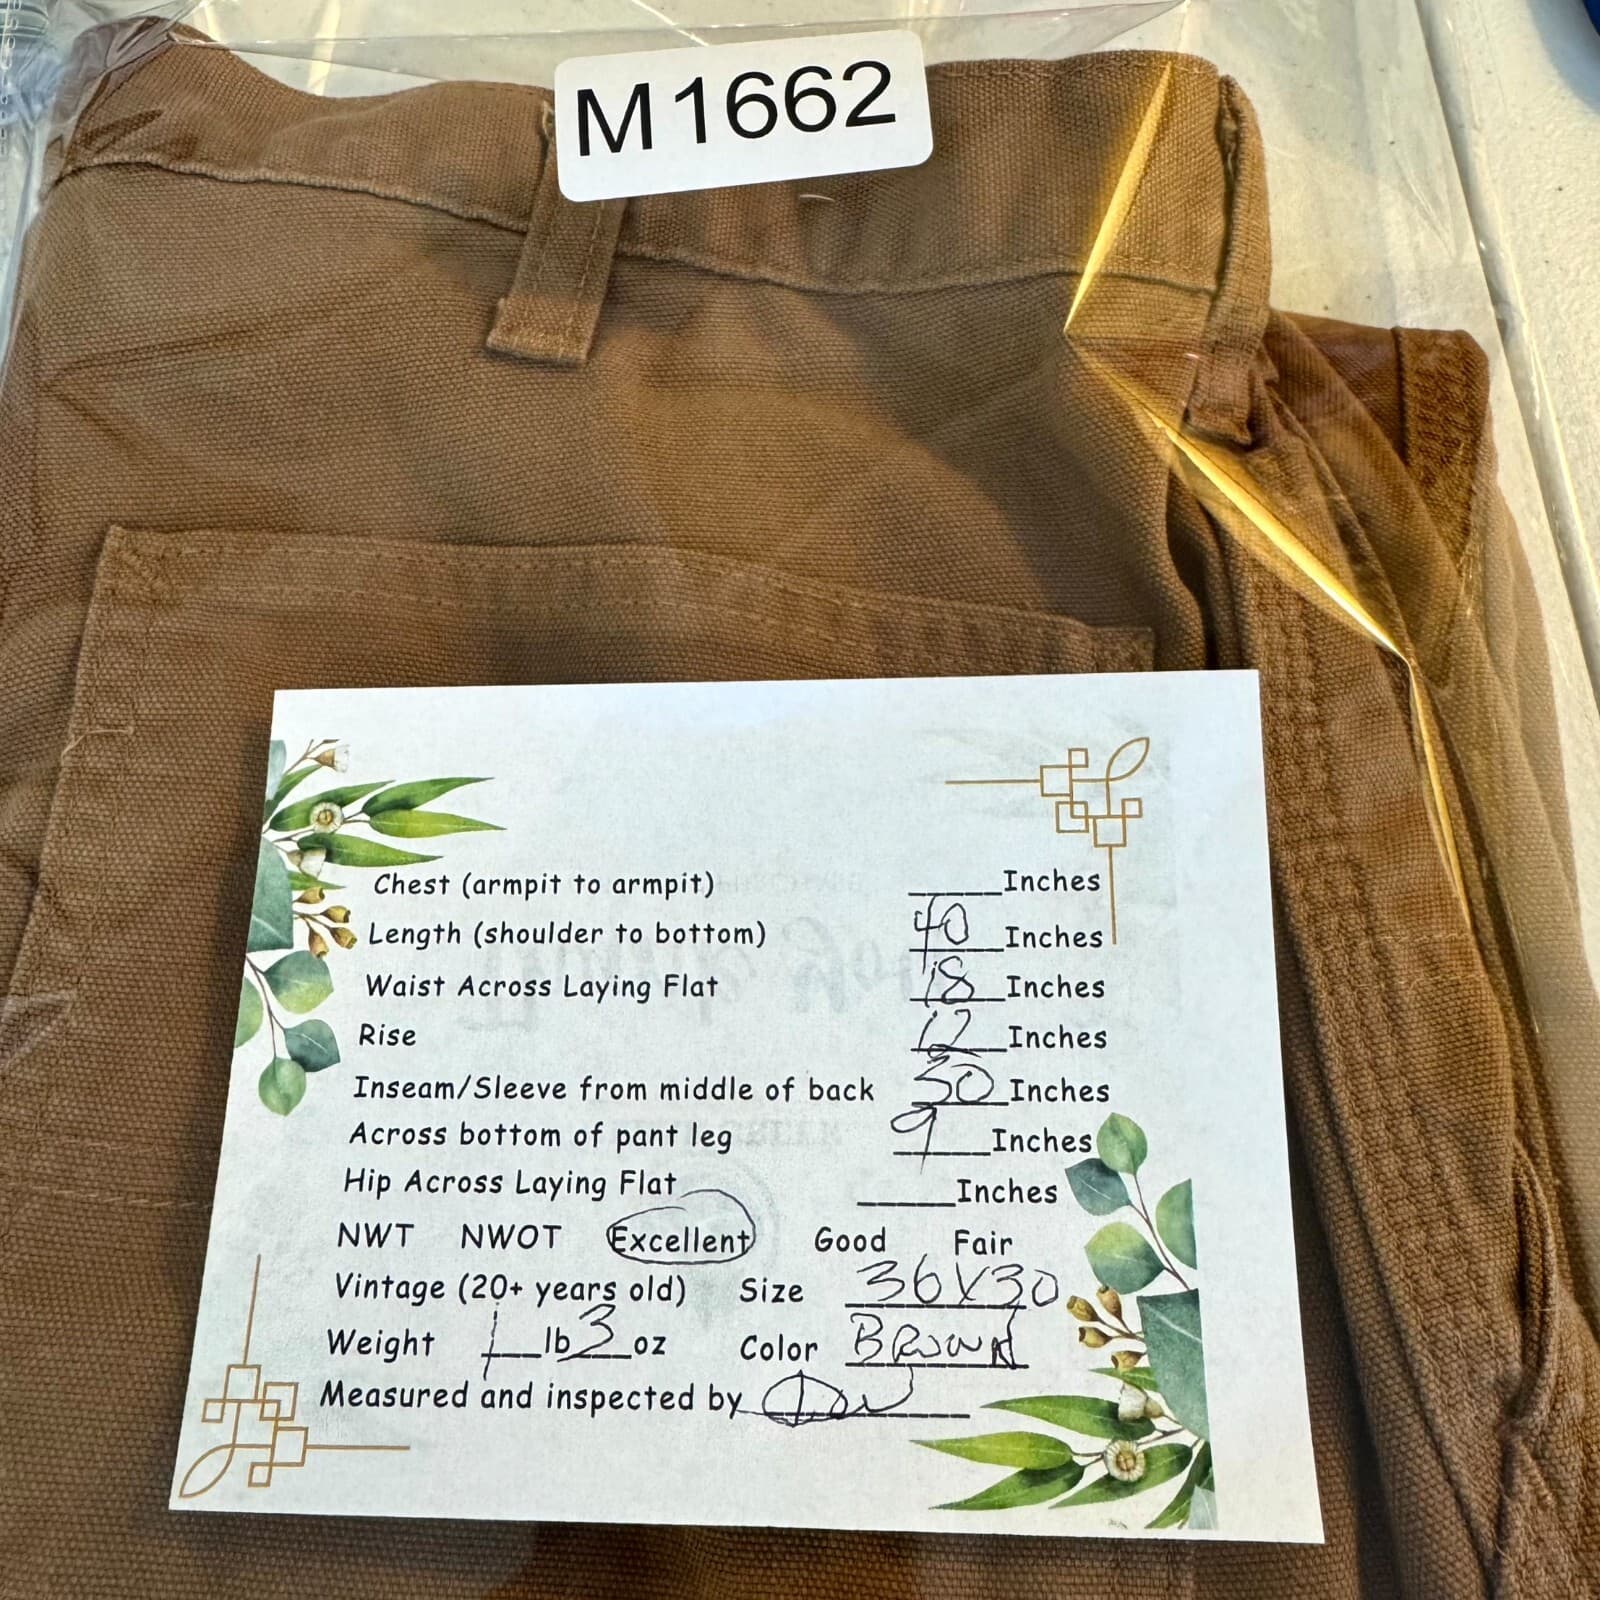 M1662
Chest (armpit to armpit) ______Inches
Length (shoulder to bottom) 40 Inches
Waist Across Laying Flat 18 Inches
Rise 12 Inches
Inseam/Sleeve from middle of back 30 Inches
Across bottom of pant leg 9 Inches
Hip Across Laying Flat ______Inches
NWT NWOT Excellent Good Fair
Vintage (20+ years old) Size 36X30
Weight 1 lb 3 oz Color BROWN
Measured and inspected by